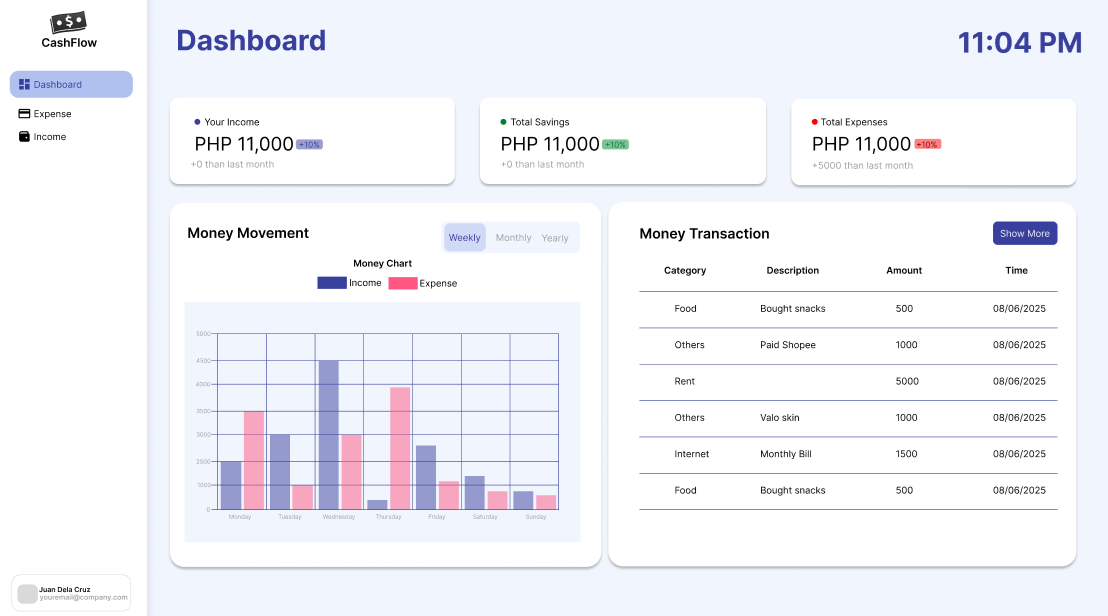 CashFlow
Dashboard
Expense
Income
Juan Dela Cruz
youremail@company.com
Dashboard
11:04 PM
Your Income
PHP 11,000 +10%
+0 than last month
Total Savings
PHP 11,000 +10%
+0 than last month
Total Expenses
PHP 11,000 +10%
+5000 than last month
Money Movement
Weekly Monthly Yearly
Money Chart
Income Expense
5000
4500
4000
3500
3000
2500
1000
0
Monday Tuesday Wednesday Thursday Friday Saturday Sunday
Money Transaction
Show More
Category Description Amount Time
Food Bought snacks 500 08/06/2025
Others Paid Shopee 1000 08/06/2025
Rent 5000 08/06/2025
Others Valo skin 1000 08/06/2025
Internet Monthly Bill 1500 08/06/2025
Food Bought snacks 500 08/06/2025